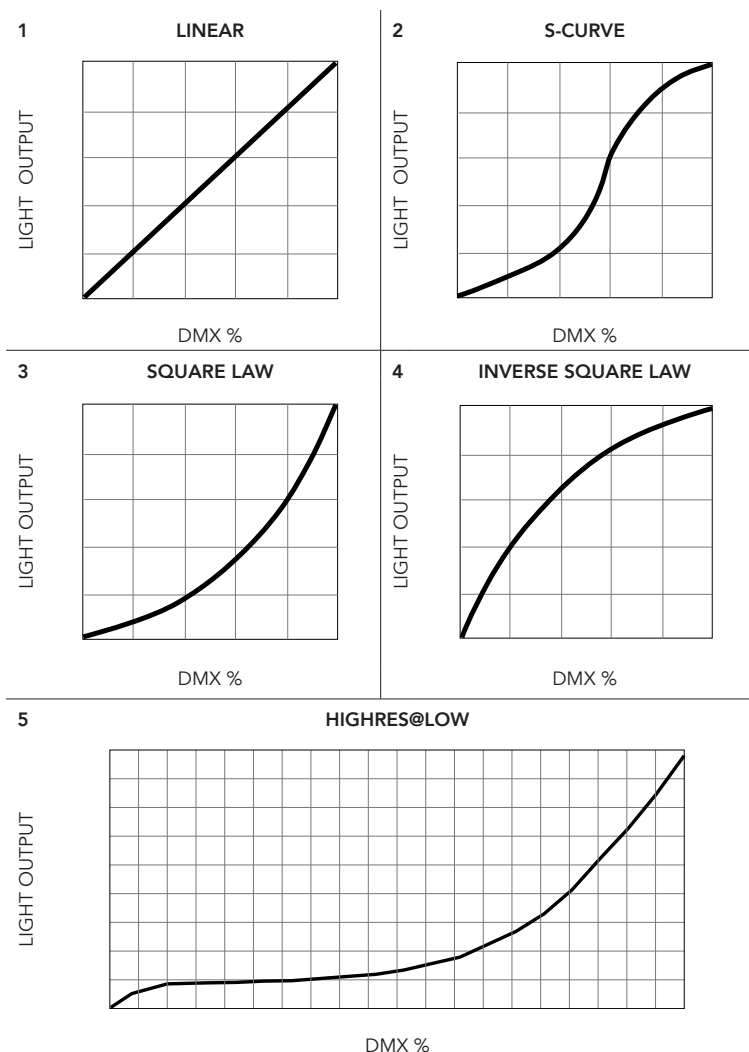 1 LINEAR
LIGHT OUTPUT
DMX %
2 S-CURVE
LIGHT OUTPUT
DMX %
3 SQUARE LAW
LIGHT OUTPUT
DMX %
4 INVERSE SQUARE LAW
LIGHT OUTPUT
DMX %
5 HIGHRES@LOW
LIGHT OUTPUT
DMX %